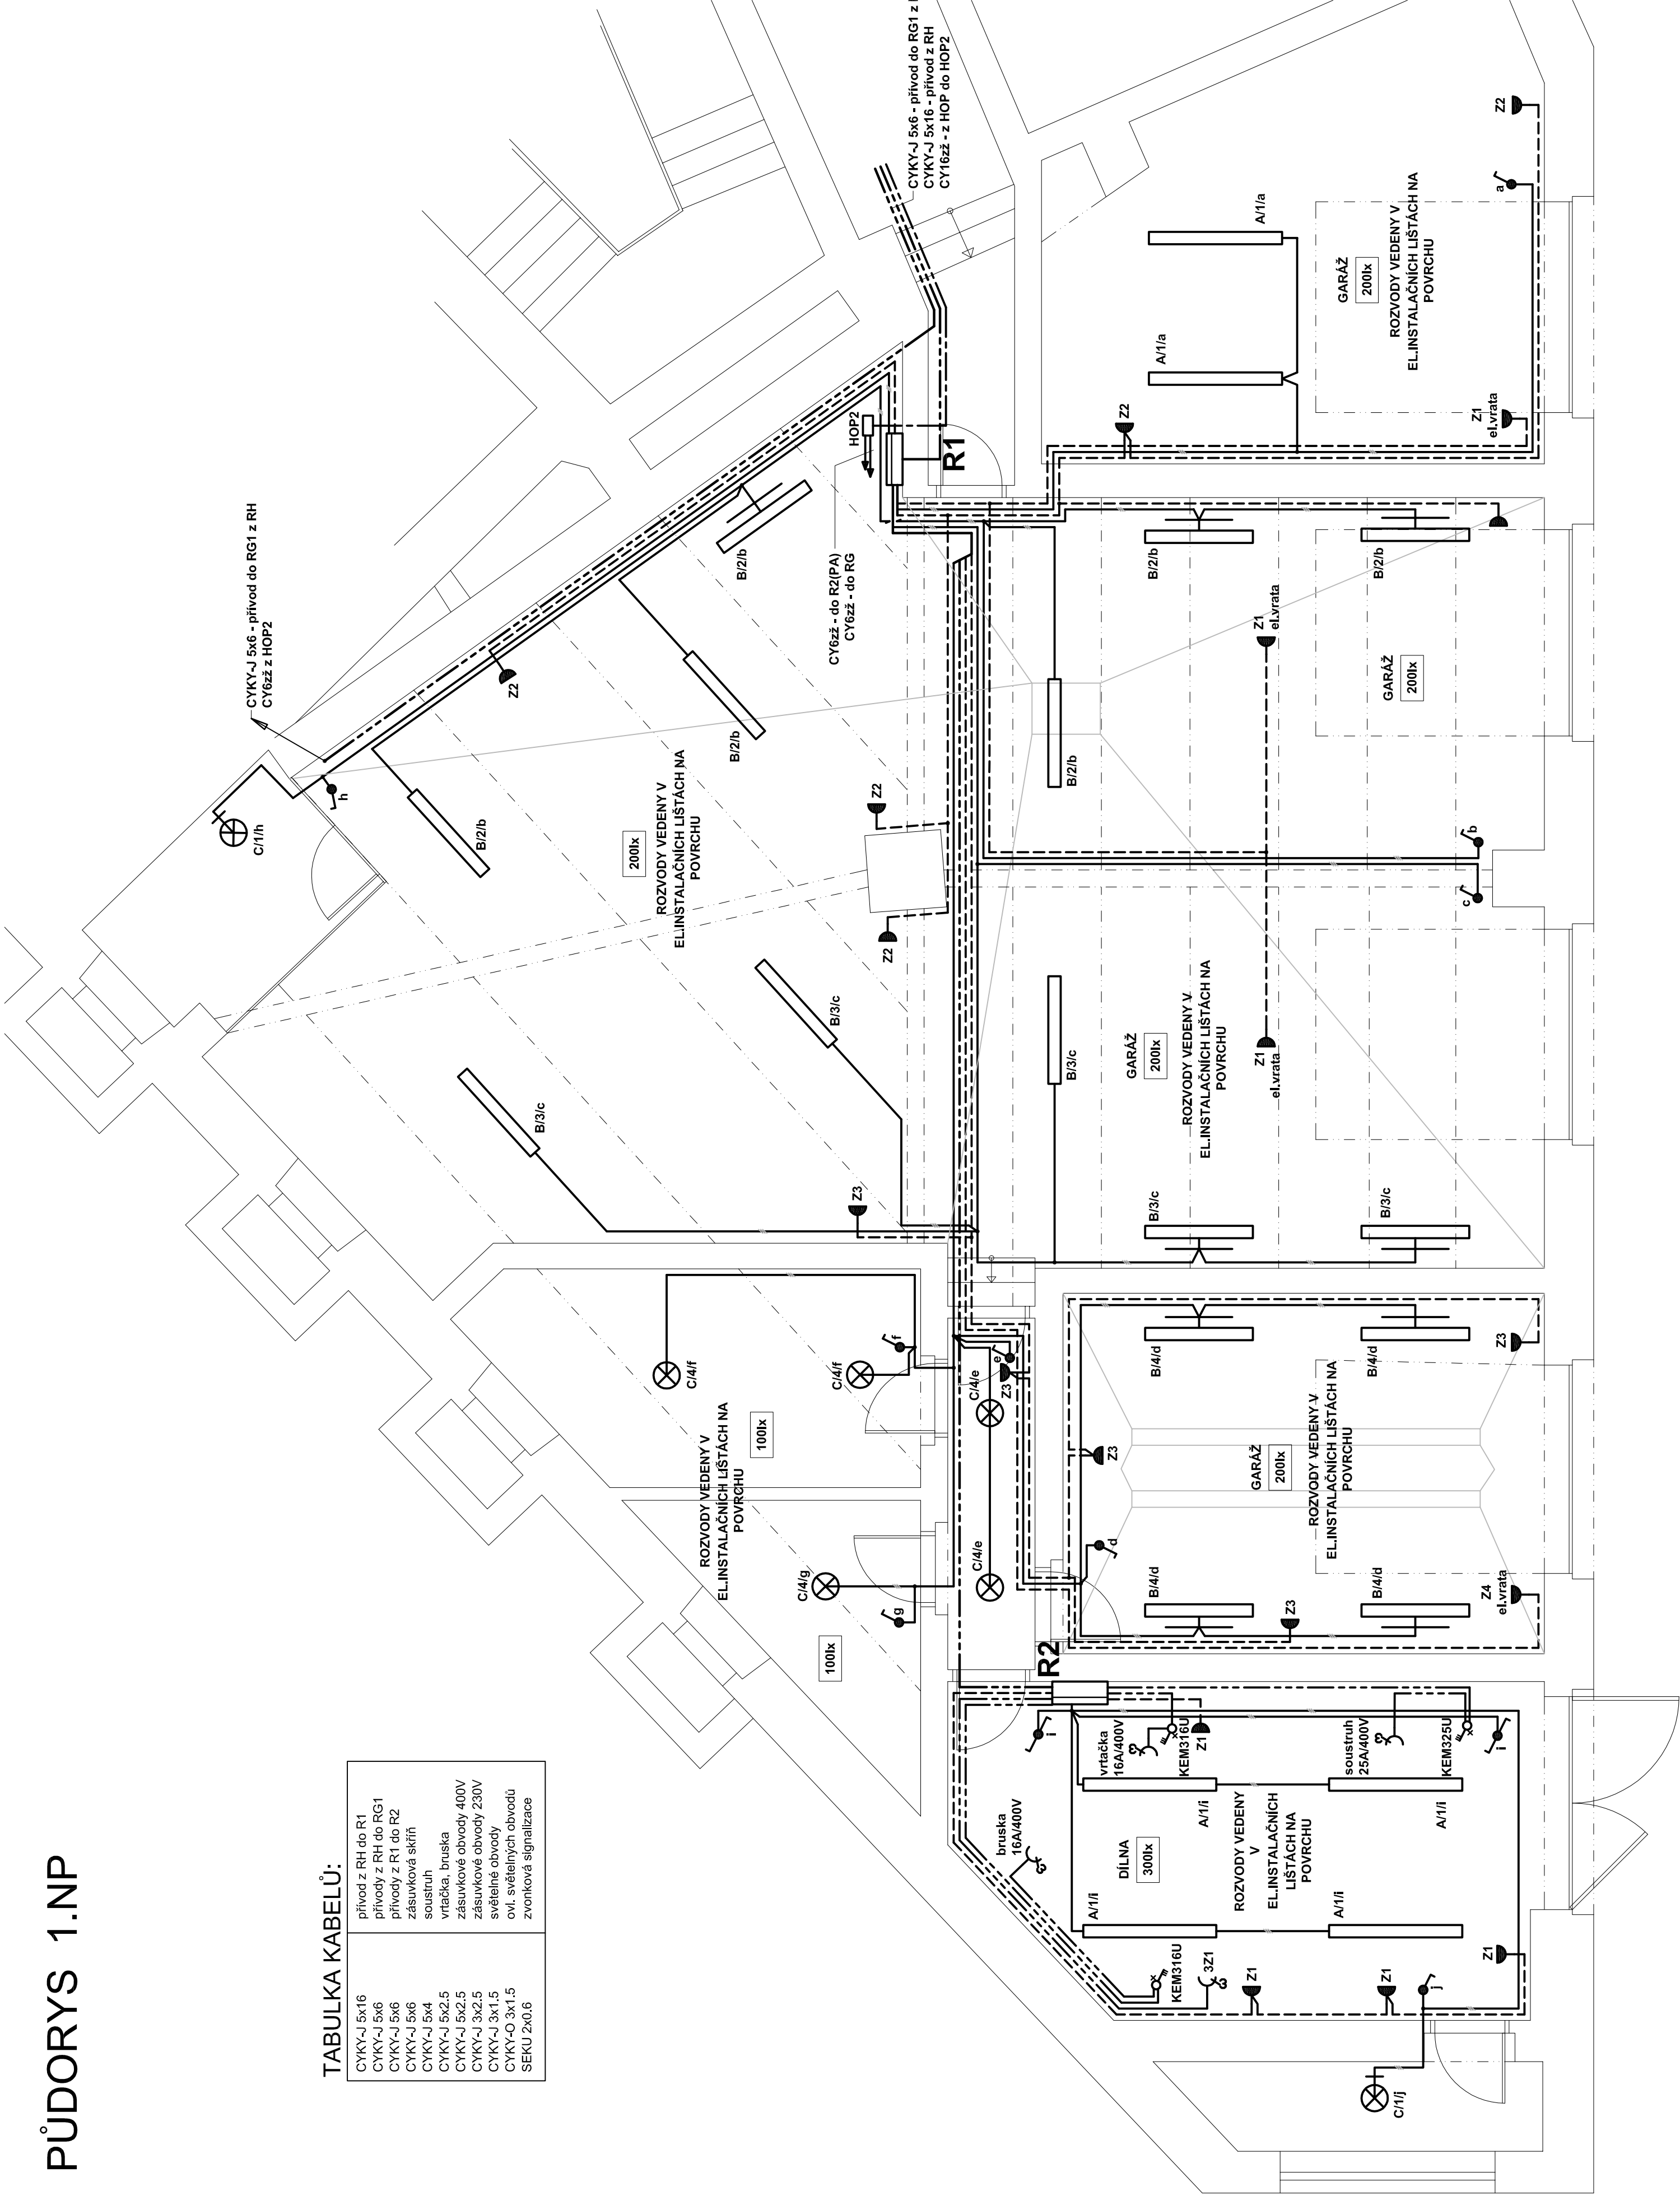 PŮDORYS 1.NP
TABULKA KABELŮ:
CYKY-J 5x16 přívod z RH do R1
CYKY-J 5x6 přívody z RH do RG1
CYKY-J 5x6 přívody z R1 do R2
CYKY-J 5x6 zásuvková skříň
CYKY-J 5x4 soustruh
CYKY-J 5x2.5 vrtačka, bruska
CYKY-J 5x2.5 zásuvkové obvody 400V
CYKY-J 3x2.5 zásuvkové obvody 230V
CYKY-J 3x1.5 světelné obvody
CYKY-O 3x1.5 ovl. světelných obvodů
SEKU 2x0.6 zvonková signalizace
CYKY-J 5x6 - přívod do RG1 z RH
CY6zž z HOP2
C/1/h
h
B/2/b
Z2
B/2/b
B/2/b
200lx
ROZVODY VEDENY V
EL.INSTALAČNÍCH LIŠTÁCH NA
POVRCHU
B/3/c
B/3/c
Z3
Z2
Z2
CY6zž - do R2(PA)
CY6zž - do RG
HOP2
R1
CYKY-J 5x6 - přívod do RG1 z
CYKY-J 5x16 - přívod z RH
CY16zž - z HOP do HOP2
C/4/f
C/4/f
f
ROZVODY VEDENY V
EL.INSTALAČNÍCH LIŠTÁCH NA
POVRCHU
100lx
C/4/g
g
100lx
C/4/e
C/4/e
e
Z3
R2
A/1/a
A/1/a
Z2
GARÁŽ
200lx
ROZVODY VEDENY V
EL.INSTALAČNÍCH LIŠTÁCH NA
POVRCHU
Z1
el.vrata
a
Z2
B/2/b
B/2/b
B/2/b
Z1
el.vrata
GARÁŽ
200lx
b
c
B/3/c
GARÁŽ
200lx
ROZVODY VEDENY V
EL.INSTALAČNÍCH LIŠTÁCH NA
POVRCHU
Z1
el.vrata
B/3/c
B/3/c
B/4/d
B/4/d
Z3
Z3
GARÁŽ
200lx
ROZVODY VEDENY V
EL.INSTALAČNÍCH LIŠTÁCH NA
POVRCHU
d
B/4/d
B/4/d
Z3
Z4
el.vrata
i
vrtačka
16A/400V
KEM316U
Z1
soustruh
25A/400V
KEM325U
i
A/1/i
A/1/i
bruska
16A/400V
DÍLNA
300lx
ROZVODY VEDENY
V
EL.INSTALAČNÍCH
LIŠTÁCH NA
POVRCHU
A/1/i
A/1/i
KEM316U
3Z1
Z1
Z1
j
Z1
C/1/j